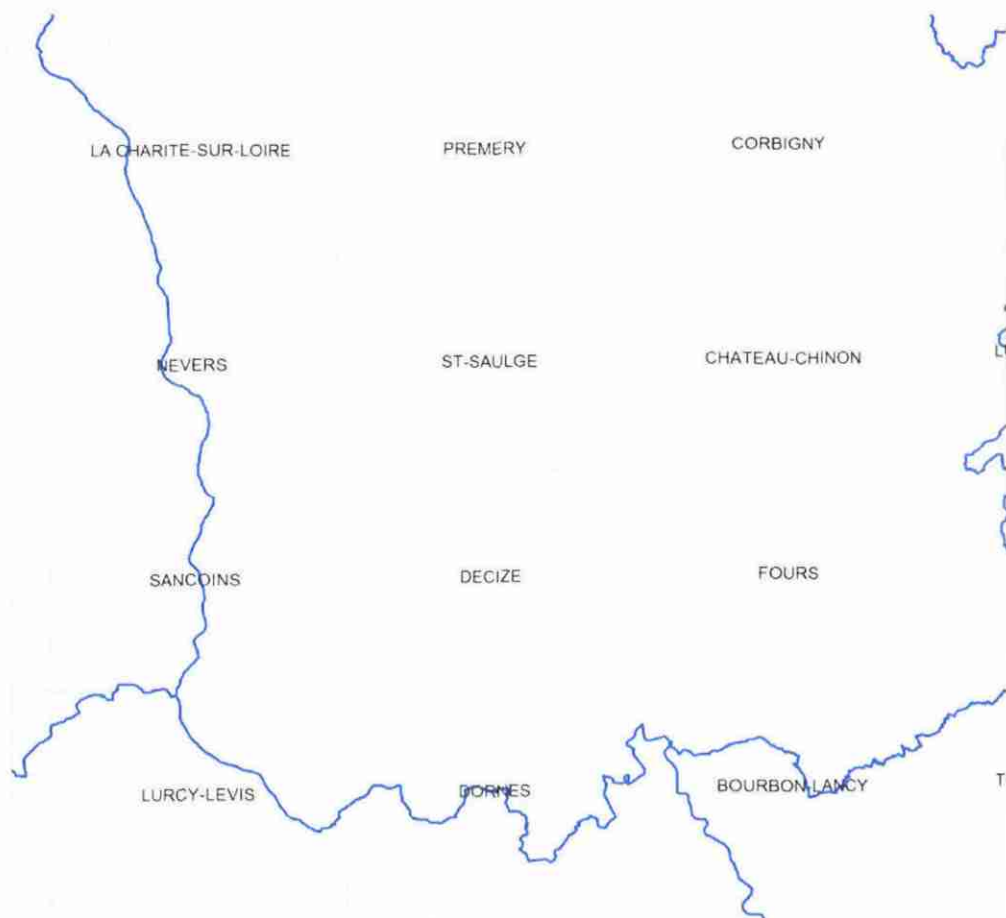 LA CHARITE-SUR-LOIRE PREMERY CORBIGNY
NEVERS ST-SAULGE CHATEAU-CHINON
SANCOINS DECIZE FOURS
LURCY-LEVIS DORNES BOURBON-LANCY